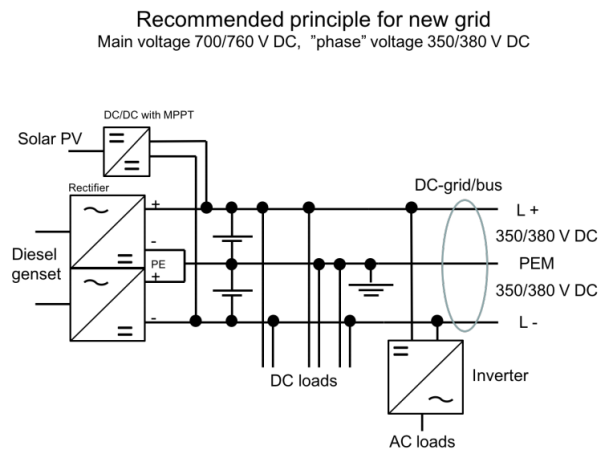 Recommended principle for new grid
Main voltage 700/760 V DC, "phase" voltage 350/380 V DC
DC/DC with MPPT
Solar PV
Rectifier
DC-grid/bus
+
L +
350/380 V DC
-
Diesel
genset
PE
PEM
+
350/380 V DC
-
L -
DC loads
Inverter
AC loads